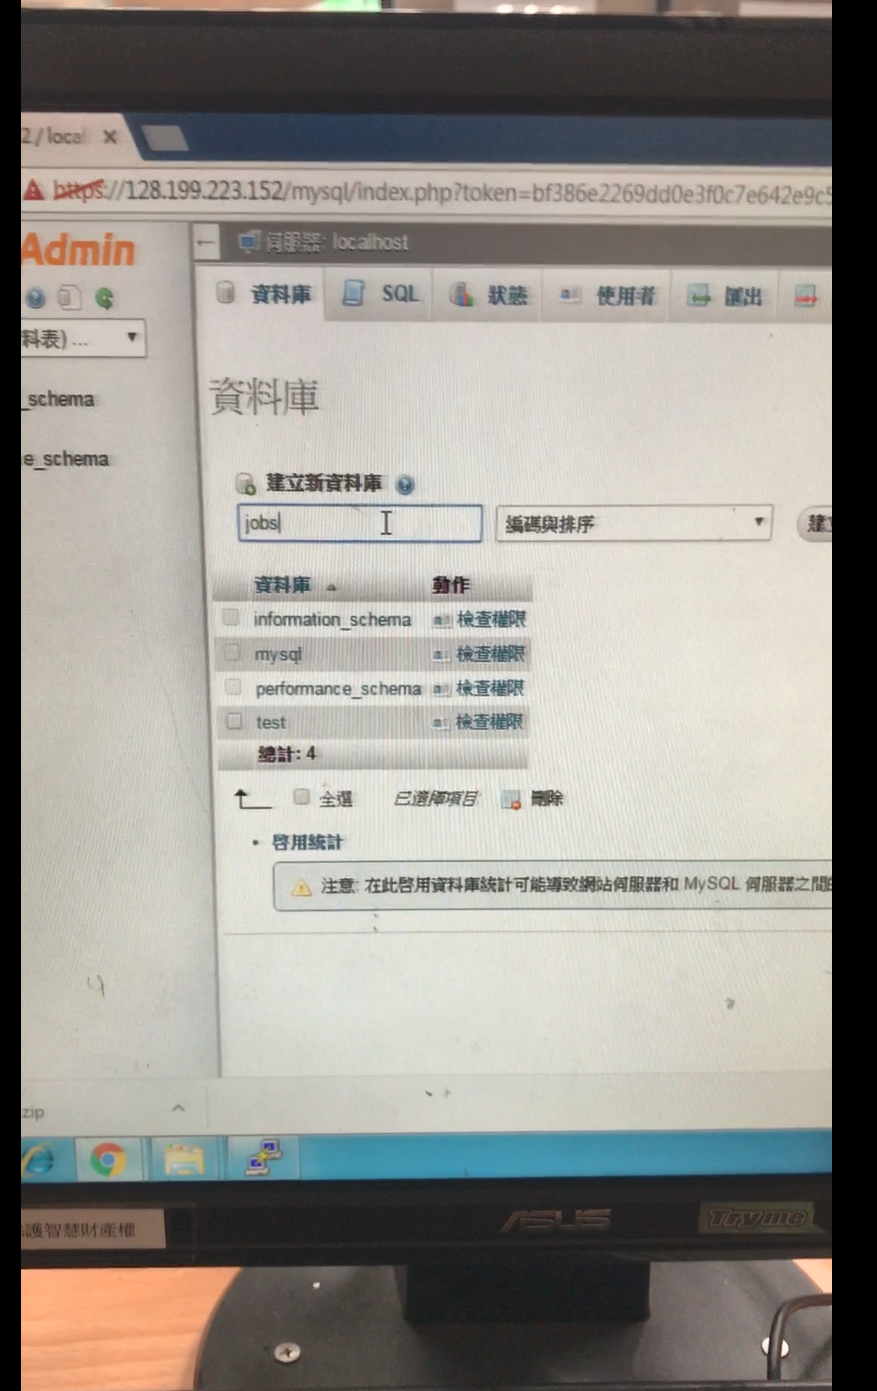 2 / local
https://128.199.223.152/mysql/index.php?token=bf386e2269dd0e3f0c7e642e9c5
Admin
伺服器: localhost
資料庫 SQL 狀態 使用者 匯出
科表) ...
資料庫
_schema
e_schema
建立新資料庫
jobs
編碼與排序
建立
資料庫 動作
information_schema 檢查權限
mysql 檢查權限
performance_schema 檢查權限
test 檢查權限
總計: 4
全選 已選擇項目 刪除
• 啓用統計
注意: 在此啓用資料庫統計可能導致網站伺服器和 MySQL 伺服器之間的
zip
護智慧財產權
ASUS
Tryme